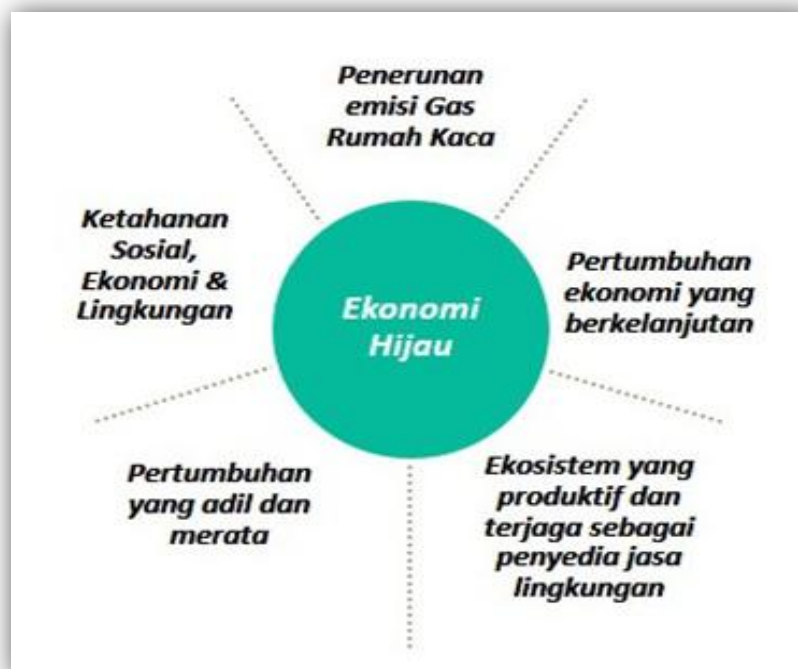 Penerunan
emisi Gas
Rumah Kaca
Ketahanan
Sosial,
Ekonomi &
Lingkungan
Pertumbuhan
ekonomi yang
berkelanjutan
Ekonomi
Hijau
Pertumbuhan
yang adil dan
merata
Ekosistem yang
produktif dan
terjaga sebagai
penyedia jasa
lingkungan